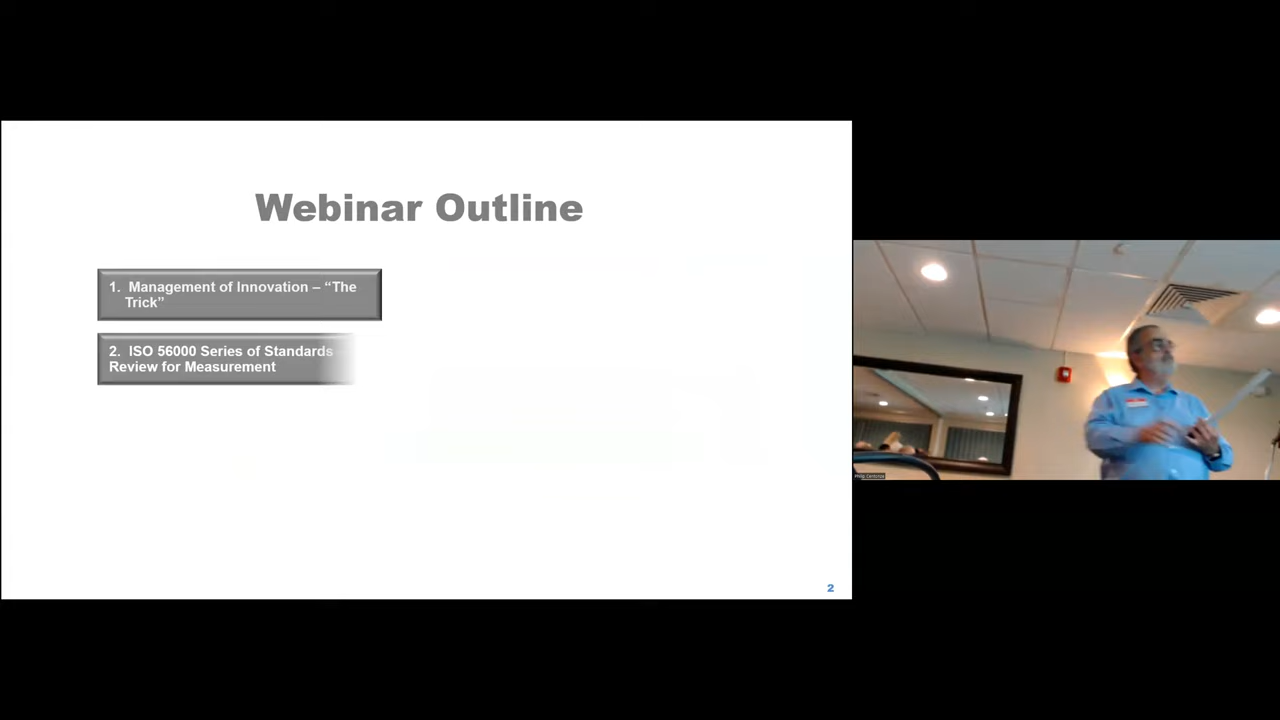 Webinar Outline
1. Management of Innovation – “The
Trick”
2. ISO 56000 Series of Standards
Review for Measurement
2